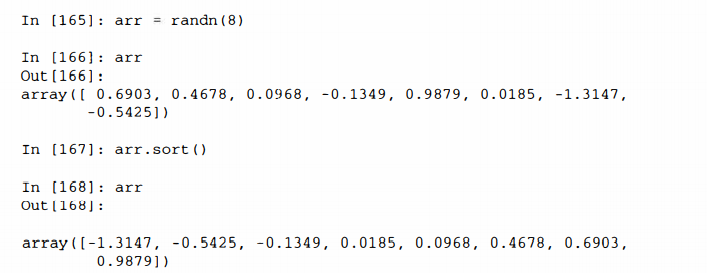 In [165]: arr = randn(8)
In [166]: arr
Out[166]:
array([ 0.6903, 0.4678, 0.0968, -0.1349, 0.9879, 0.0185, -1.3147,
-0.5425])
In [167]: arr.sort()
In [168]: arr
Out[168]:
array([-1.3147, -0.5425, -0.1349, 0.0185, 0.0968, 0.4678, 0.6903,
0.9879])